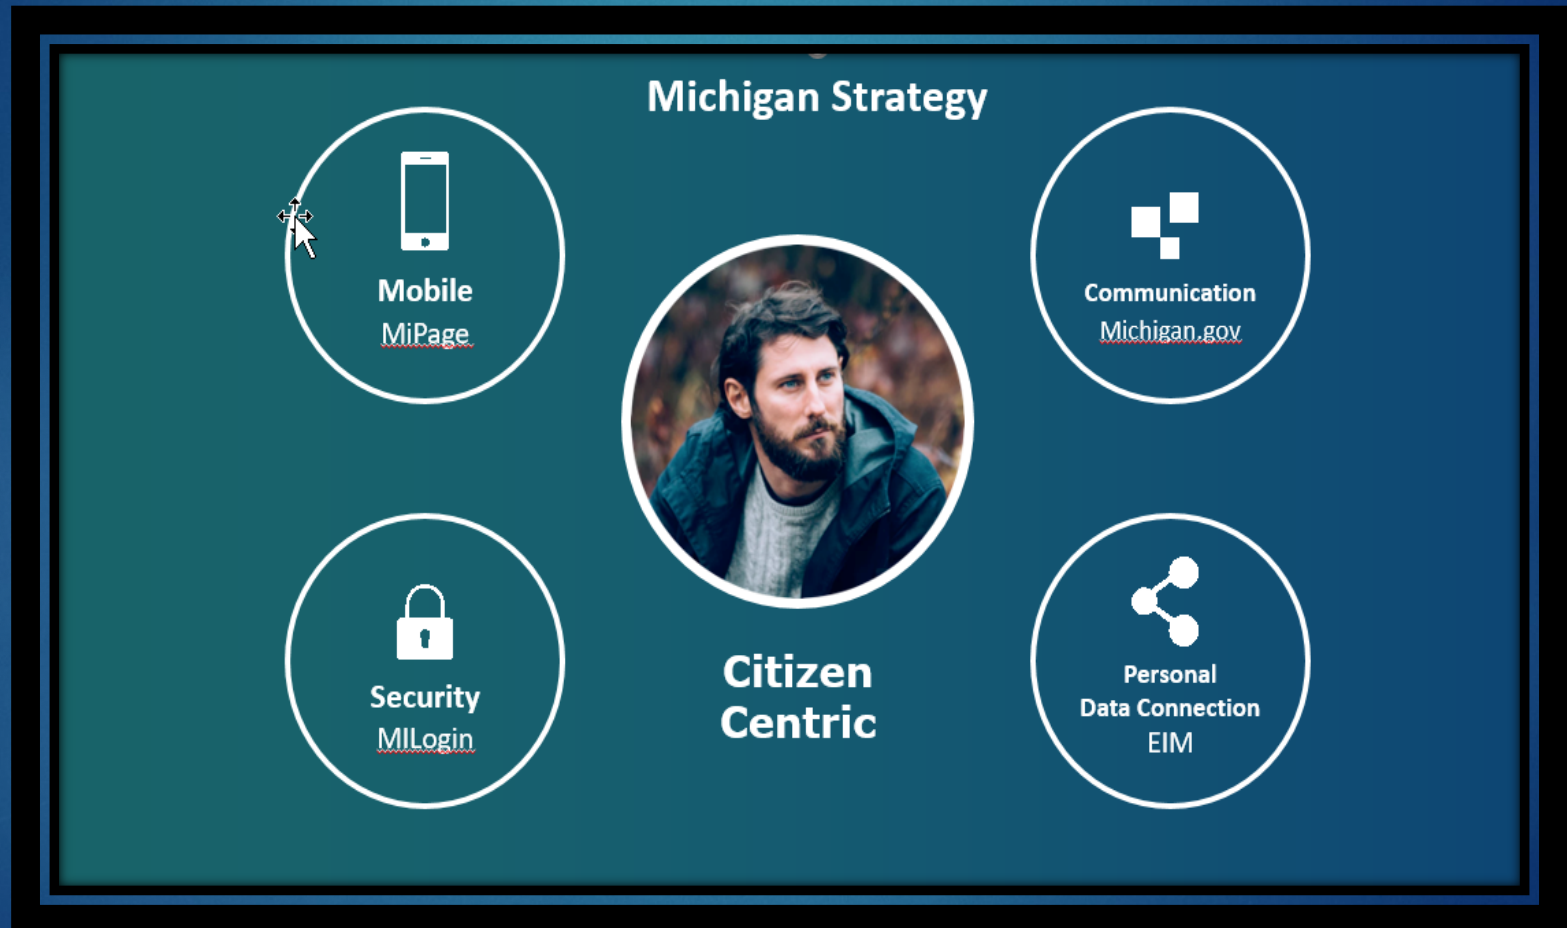 Michigan Strategy
Mobile
MiPage
Communication
Michigan.gov
Security
MILogin
Citizen
Centric
Personal
Data Connection
EIM